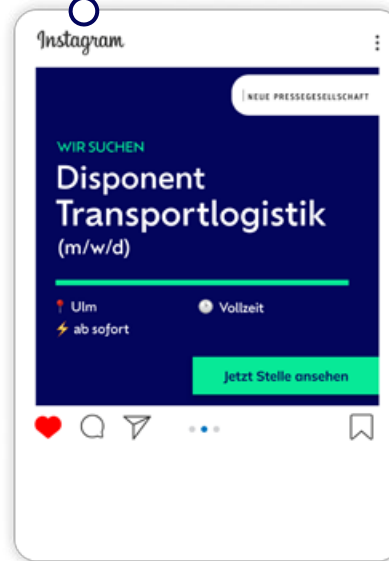 Instagram
NEUE PRESSEGESELLSCHAFT
WIR SUCHEN
Disponent
Transportlogistik
(m/w/d)
Ulm
Vollzeit
ab sofort
Jetzt Stelle ansehen